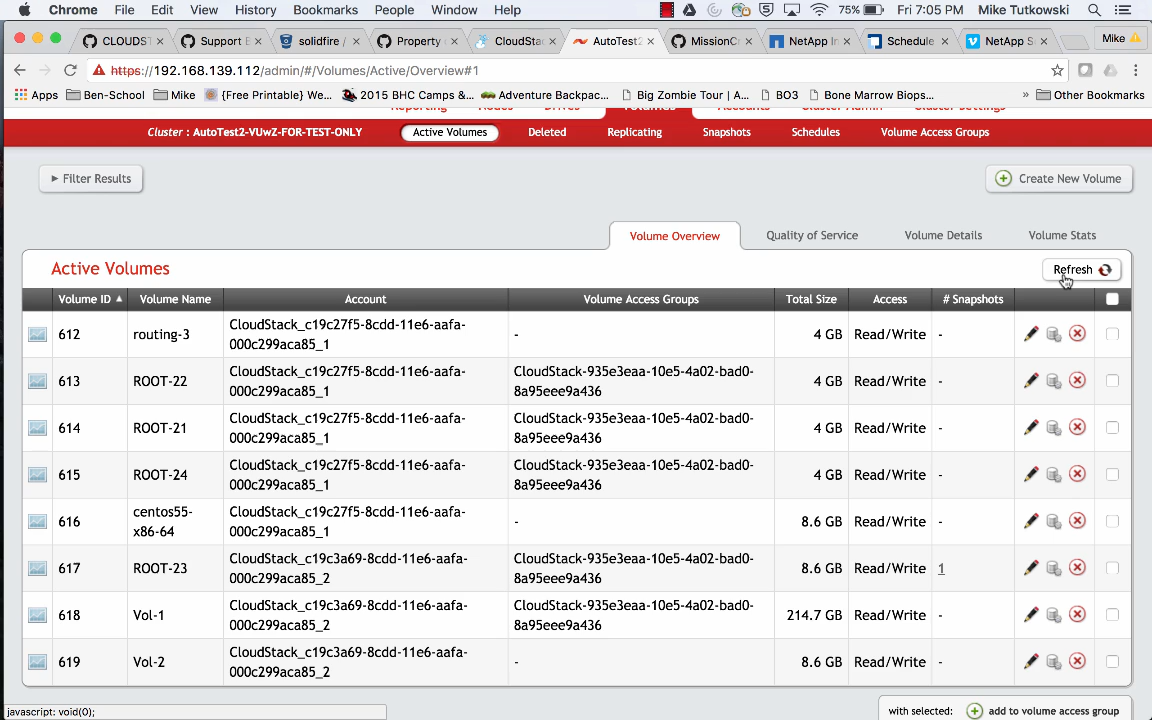 Chrome File Edit View History Bookmarks People Window Help 75% Fri 7:05 PM Mike Tutkowski
CLOUDST Support E solidfire / Property CloudStac AutoTest2 MissionC NetApp In Schedule NetApp S Mike
https://192.168.139.112/admin/#/Volumes/Active/Overview#1
Apps Ben-School Mike {Free Printable} We... 2015 BHC Camps &... Adventure Backpac... Big Zombie Tour | A... BO3 Bone Marrow Biops... » Other Bookmarks
Reporting Nodes Drives Volumes Accounts Cluster Admin Cluster Settings
Cluster : AutoTest2-VUwZ-FOR-TEST-ONLY Active Volumes Deleted Replicating Snapshots Schedules Volume Access Groups
Filter Results Create New Volume
Volume Overview Quality of Service Volume Details Volume Stats
Active Volumes Refresh
Volume ID Volume Name Account Volume Access Groups Total Size Access # Snapshots
612 routing-3 CloudStack_c19c27f5-8cdd-11e6-aafa- - 4 GB Read/Write -
000c299aca85_1
613 ROOT-22 CloudStack_c19c27f5-8cdd-11e6-aafa- CloudStack-935e3eaa-10e5-4a02-bad0- 4 GB Read/Write -
000c299aca85_1 8a95eee9a436
614 ROOT-21 CloudStack_c19c27f5-8cdd-11e6-aafa- CloudStack-935e3eaa-10e5-4a02-bad0- 4 GB Read/Write -
000c299aca85_1 8a95eee9a436
615 ROOT-24 CloudStack_c19c27f5-8cdd-11e6-aafa- CloudStack-935e3eaa-10e5-4a02-bad0- 4 GB Read/Write -
000c299aca85_1 8a95eee9a436
616 centos55- CloudStack_c19c27f5-8cdd-11e6-aafa- - 8.6 GB Read/Write -
x86-64 000c299aca85_1
617 ROOT-23 CloudStack_c19c3a69-8cdd-11e6-aafa- CloudStack-935e3eaa-10e5-4a02-bad0- 8.6 GB Read/Write 1
000c299aca85_2 8a95eee9a436
618 Vol-1 CloudStack_c19c3a69-8cdd-11e6-aafa- CloudStack-935e3eaa-10e5-4a02-bad0- 214.7 GB Read/Write -
000c299aca85_2 8a95eee9a436
619 Vol-2 CloudStack_c19c3a69-8cdd-11e6-aafa- - 8.6 GB Read/Write -
000c299aca85_2
javascript: void(0); with selected: add to volume access group